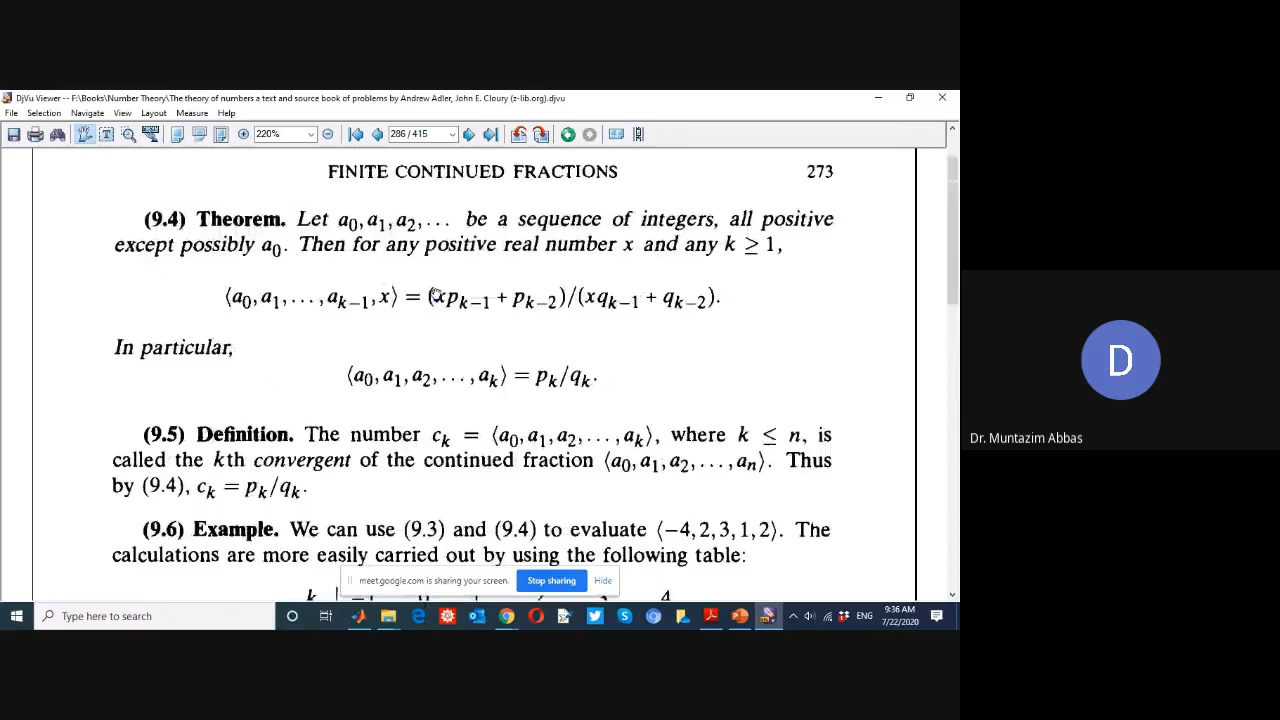 DjVu Viewer -- F:\Books\Number Theory\The theory of numbers a text and source book of problems by Andrew Adler, John E. Cloury (z-lib.org).djvu
File Selection Navigate View Layout Measure Help
220% 286 / 415
FINITE CONTINUED FRACTIONS 273
(9.4) Theorem. Let a₀, a₁, a₂, ... be a sequence of integers, all positive
except possibly a₀. Then for any positive real number x and any k ≥ 1,
⟨a₀, a₁, ..., aₖ₋₁, x⟩ = (xpₖ₋₁ + pₖ₋₂)/(xqₖ₋₁ + qₖ₋₂).
In particular,
⟨a₀, a₁, a₂, ..., aₖ⟩ = pₖ/qₖ.
(9.5) Definition. The number cₖ = ⟨a₀, a₁, a₂, ..., aₖ⟩, where k ≤ n, is
called the kth convergent of the continued fraction ⟨a₀, a₁, a₂, ..., aₙ⟩. Thus
by (9.4), cₖ = pₖ/qₖ.
(9.6) Example. We can use (9.3) and (9.4) to evaluate ⟨−4, 2, 3, 1, 2⟩. The
calculations are more easily carried out by using the following table:
meet.google.com is sharing your screen. Stop sharing Hide
Type here to search
ENG
9:36 AM
7/22/2020
D
Dr. Muntazim Abbas